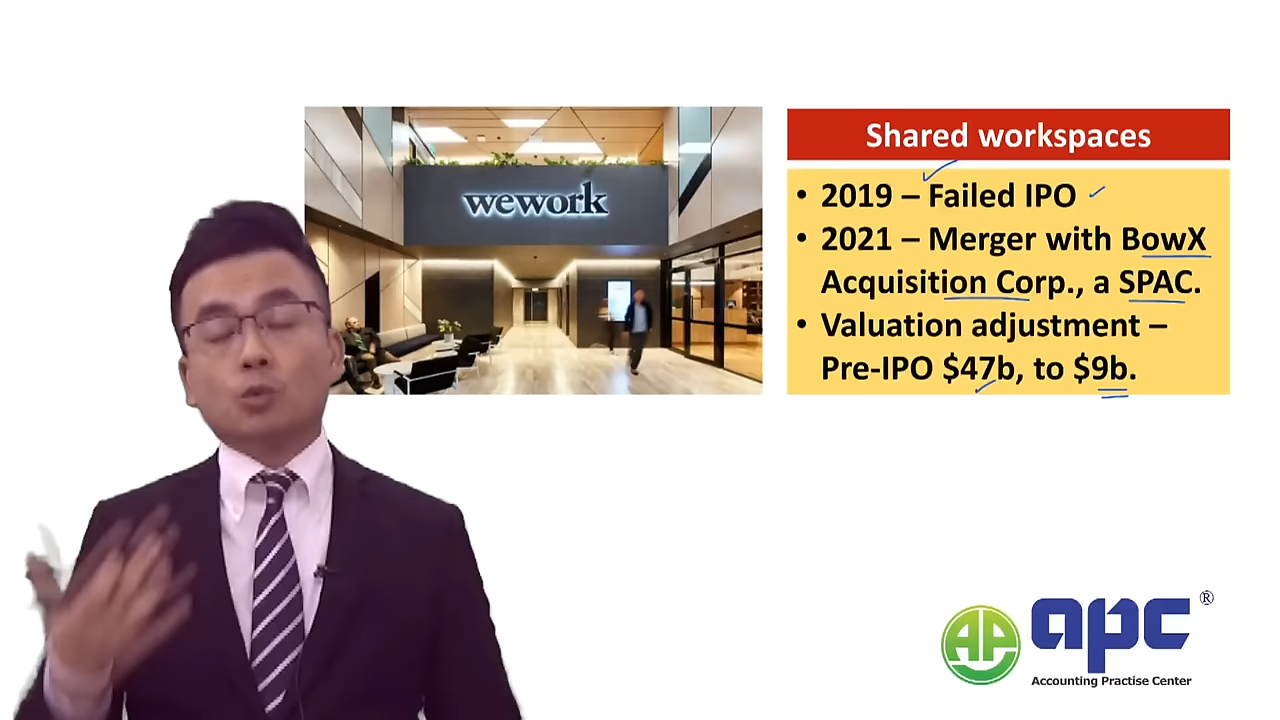 wework
Shared workspaces
• 2019 – Failed IPO
• 2021 – Merger with BowX
Acquisition Corp., a SPAC.
• Valuation adjustment –
Pre-IPO $47b, to $9b.
AP
apc ®
Accounting Practise Center